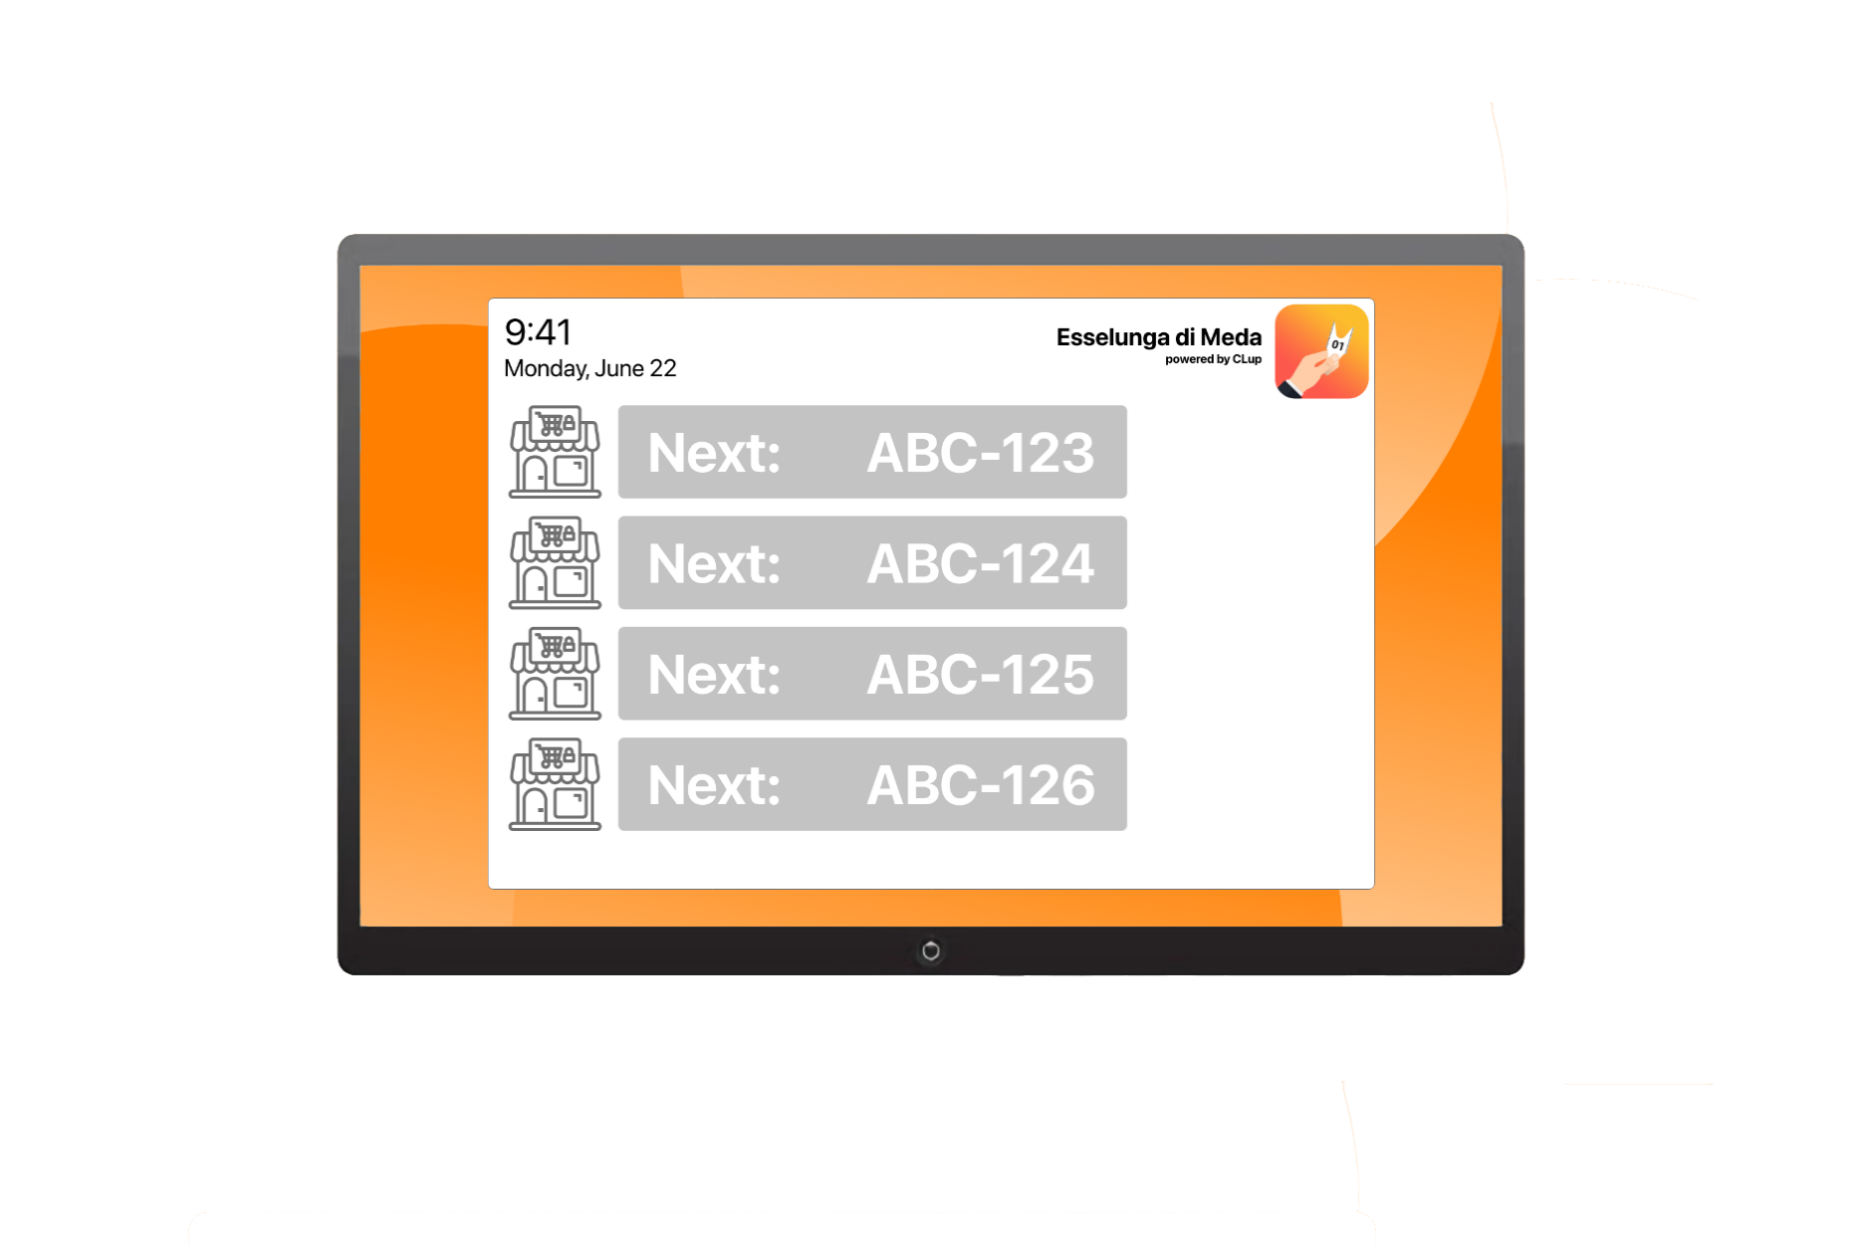 9:41
Monday, June 22
Esselunga di Meda
powered by CLup
01
Next: ABC-123
Next: ABC-124
Next: ABC-125
Next: ABC-126